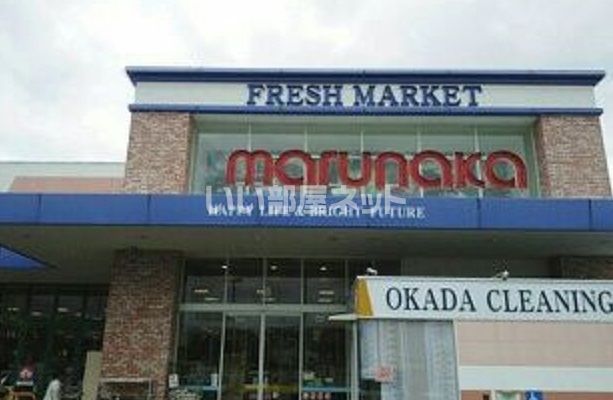 FRESH MARKET
marunaka
いい部屋ネット
HAPPY LIFE & BRIGHT FUTURE
OKADA CLEANING